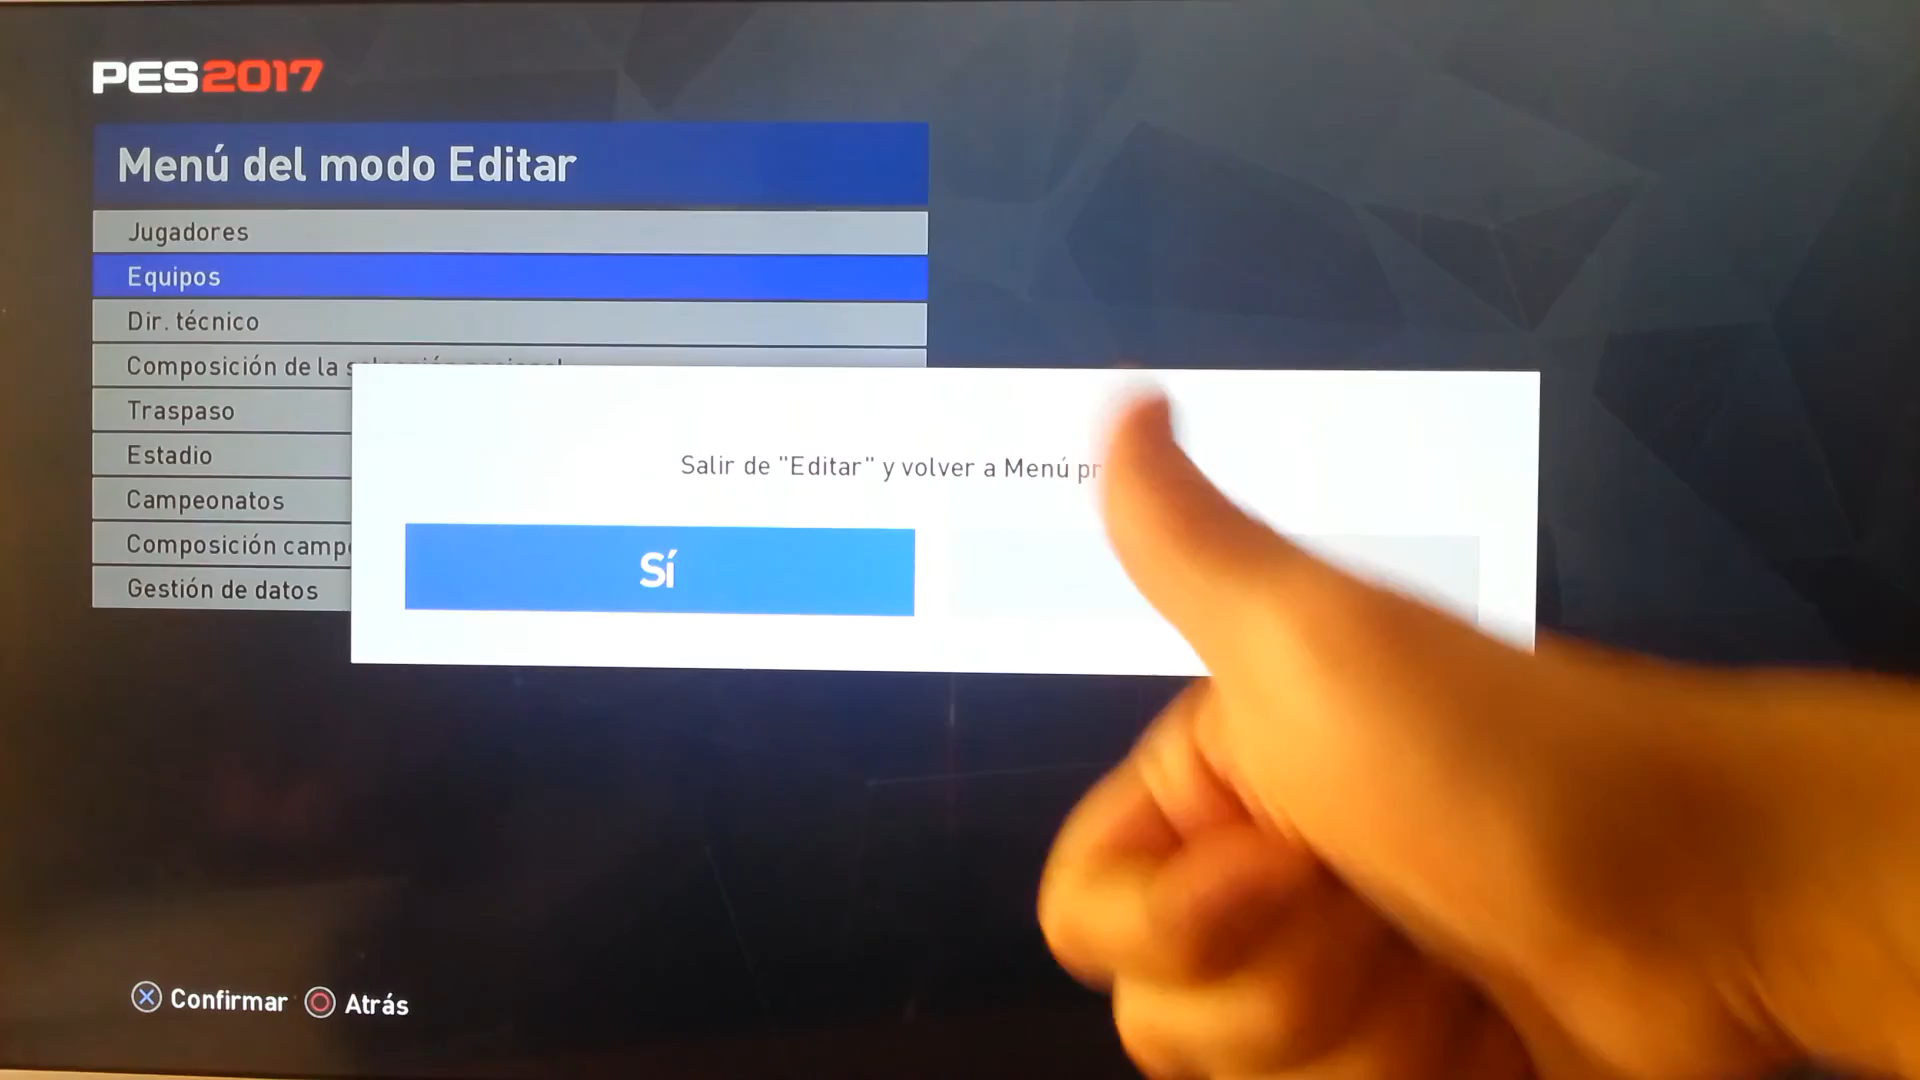 PES2017
Menú del modo Editar
Jugadores
Equipos
Dir. técnico
Composición de la
Traspaso
Estadio
Campeonatos
Composición
Gestión de datos
Salir de "Editar" y volver a Menú
Sí
Confirmar
Atrás